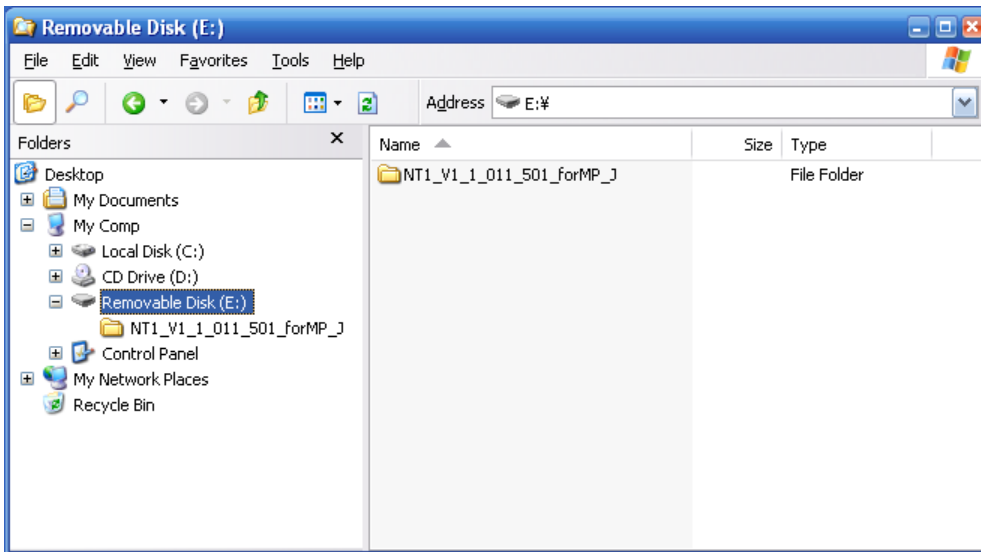 Removable Disk (E:)
File Edit View Favorites Tools Help
Address E:¥
Folders
Name Size Type
Desktop
My Documents
My Comp
Local Disk (C:)
CD Drive (D:)
Removable Disk (E:)
NT1_V1_1_011_501_forMP_J
Control Panel
My Network Places
Recycle Bin
NT1_V1_1_011_501_forMP_J File Folder